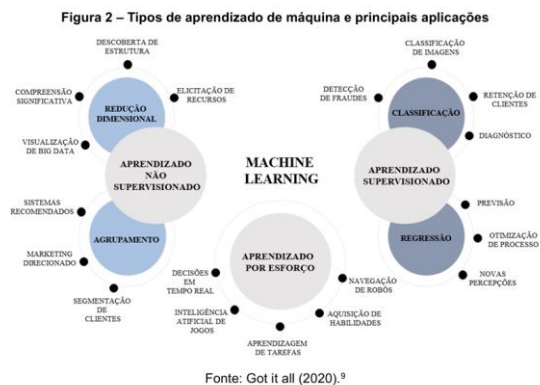 Figura 2 – Tipos de aprendizado de máquina e principais aplicações
DESCOBERTA DE
ESTRUTURA
COMPREENSÃO
SIGNIFICATIVA
ELICITAÇÃO DE
RECURSOS
REDUÇÃO
DIMENSIONAL
VISUALIZAÇÃO
DE BIG DATA
APRENDIZADO
NÃO
SUPERVISIONADO
SISTEMAS
RECOMENDADOS
AGRUPAMENTO
MARKETING
DIRECIONADO
SEGMENTAÇÃO
DE
CLIENTES
MACHINE
LEARNING
APRENDIZADO
POR ESFORÇO
DECISÕES
EM
TEMPO REAL
INTELIGÊNCIA
ATIFICIAL DE
JOGOS
APRENDIZAGEM
DE TAREFAS
AQUISIÇÃO DE
HABILIDADES
NAVEGAÇÃO
DE ROBÔS
CLASSIFICAÇÃO
DE IMAGENS
DETECÇÃO
DE FRAUDES
RETENÇÃO DE
CLIENTES
CLASSIFICAÇÃO
DIAGNÓSTICO
APRENDIZADO
SUPERVISIONADO
PREVISÃO
REGRESSÃO
OTIMIZAÇÃO
DE PROCESSO
NOVAS
PERCEPÇÕES
Fonte: Got it all (2020).⁹